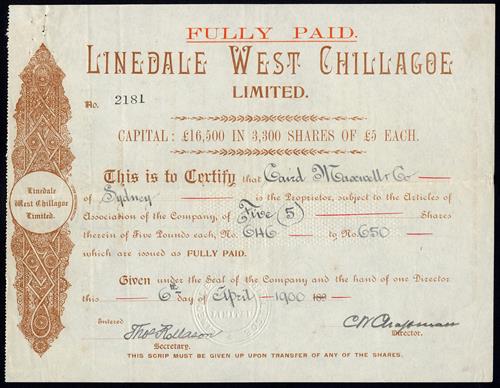 FULLY PAID.
LINEDALE WEST CHILLAGOE
LIMITED.
No. 2181
CAPITAL: £16,500 IN 3,300 SHARES OF £5 EACH.
This is to Certify that Caird Maxwell & Co
of Sydney is the Proprietor, subject to the Articles of
Association of the Company, of Five (5) Shares
therein of Five Pounds each, No. 646 to No 650
which are issued as FULLY PAID.
Linedale
West Chillagoe
Limited.
Given under the Seal of the Company and the hand of one Director
this 6th day of April 1900 189
Entered
Thos Rollason
Secretary.
C W Chapman
Director.
THIS SCRIP MUST BE GIVEN UP UPON TRANSFER OF ANY OF THE SHARES.